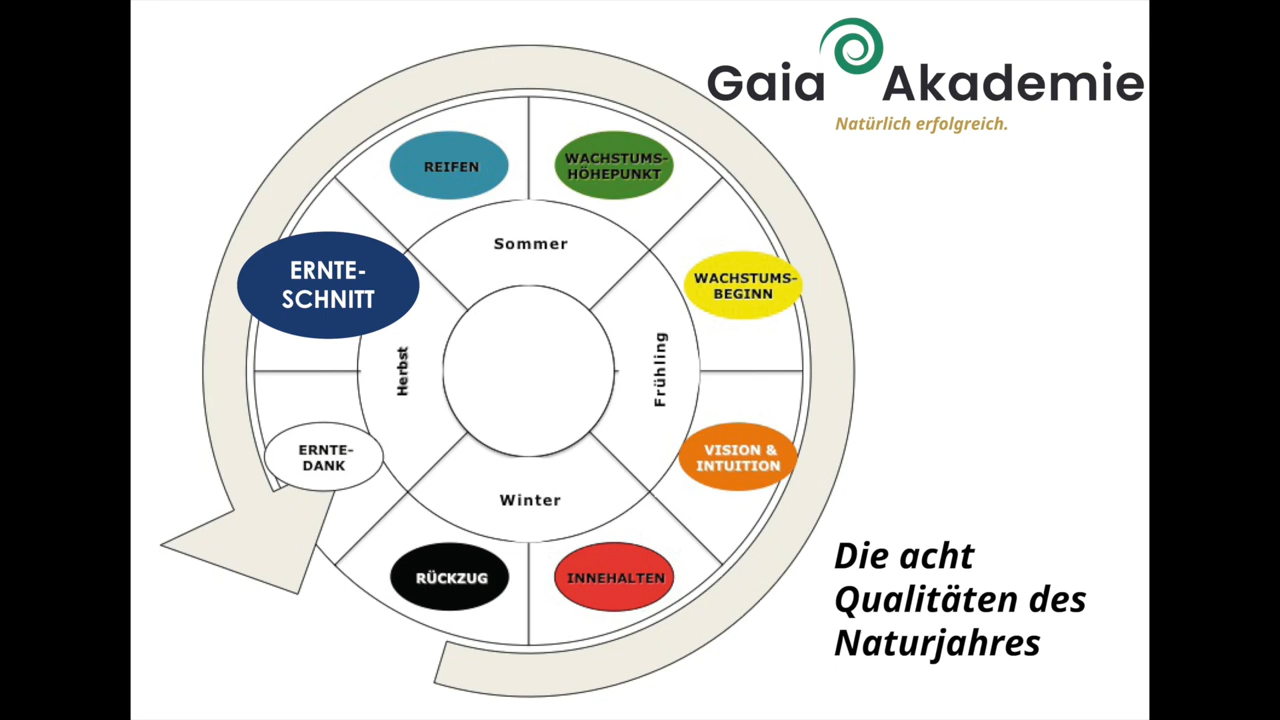 Gaia Akademie
Natürlich erfolgreich.
REIFEN
WACHSTUMS-
HÖHEPUNKT
Sommer
ERNTE-
SCHNITT
WACHSTUMS-
BEGINN
Herbst
Frühling
ERNTE-
DANK
VISION &
INTUITION
Winter
RÜCKZUG
INNEHALTEN
Die acht
Qualitäten des
Naturjahres